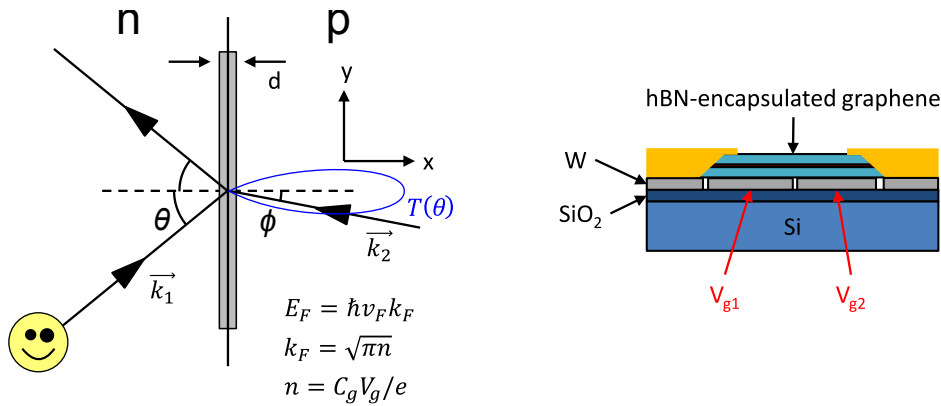 n
p
d
y
x
θ
ϕ
T(θ)
k₁
k₂
E_F = ħv_F k_F
k_F = √πn
n = C_g V_g/e
hBN-encapsulated graphene
W
SiO₂
Si
V_g1
V_g2